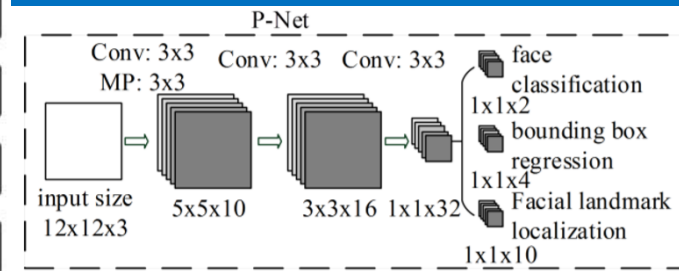 P-Net
Conv: 3x3
MP: 3x3
Conv: 3x3
Conv: 3x3
input size
12x12x3
5x5x10
3x3x16
1x1x32
face
classification
1x1x2
bounding box
regression
1x1x4
Facial landmark
localization
1x1x10